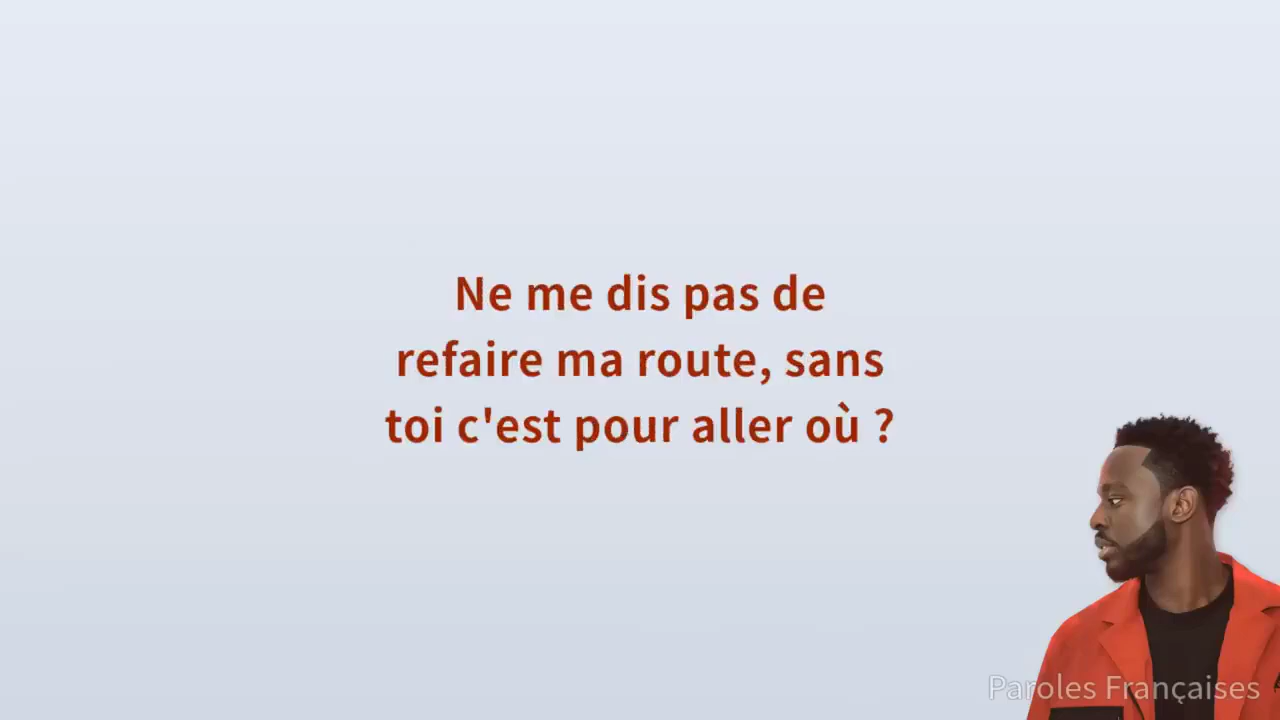 Ne me dis pas de
refaire ma route, sans
toi c'est pour aller où ?
Paroles Françaises